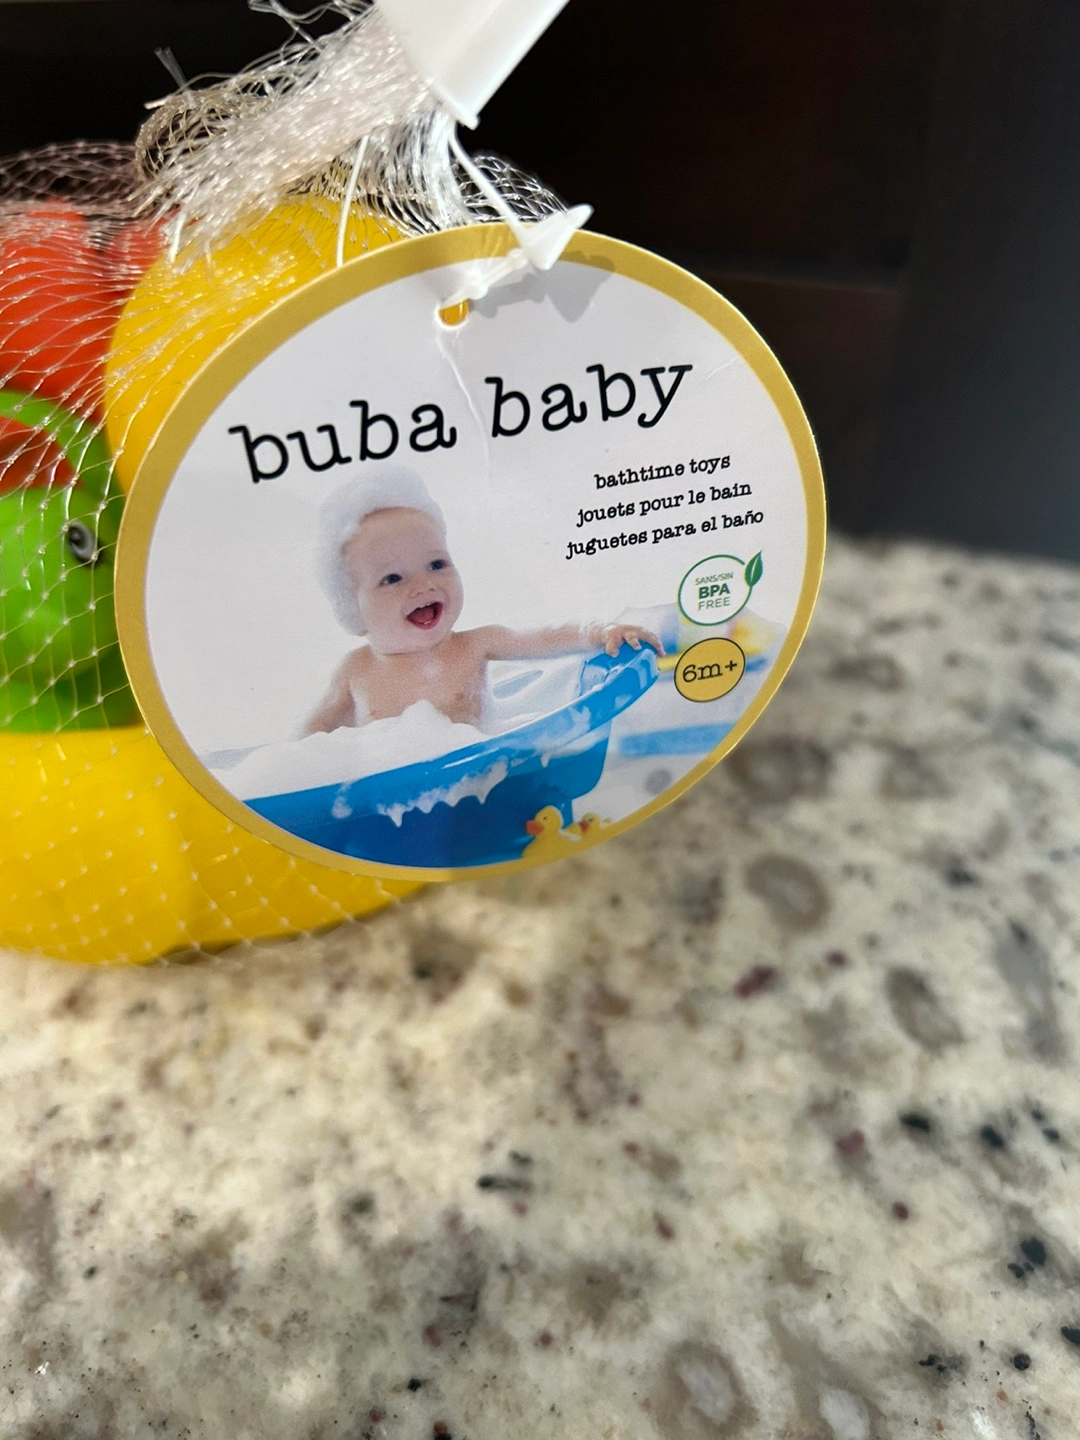 buba baby
bathtime toys
jouets pour le bain
juguetes para el baño
SANS/SIN
BPA
FREE
6m+